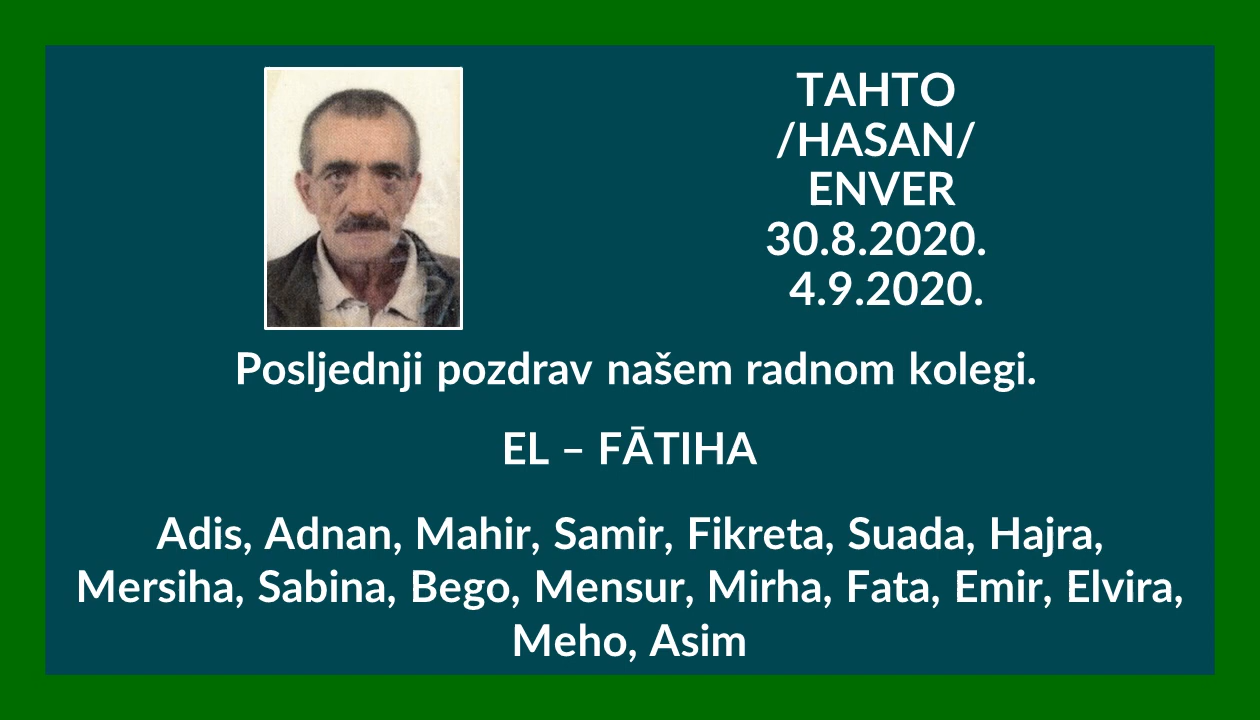 TAHTO
/HASAN/
ENVER
30.8.2020.
4.9.2020.
Posljednji pozdrav našem radnom kolegi.
EL – FĀTIHA
Adis, Adnan, Mahir, Samir, Fikreta, Suada, Hajra,
Mersiha, Sabina, Bego, Mensur, Mirha, Fata, Emir, Elvira,
Meho, Asim